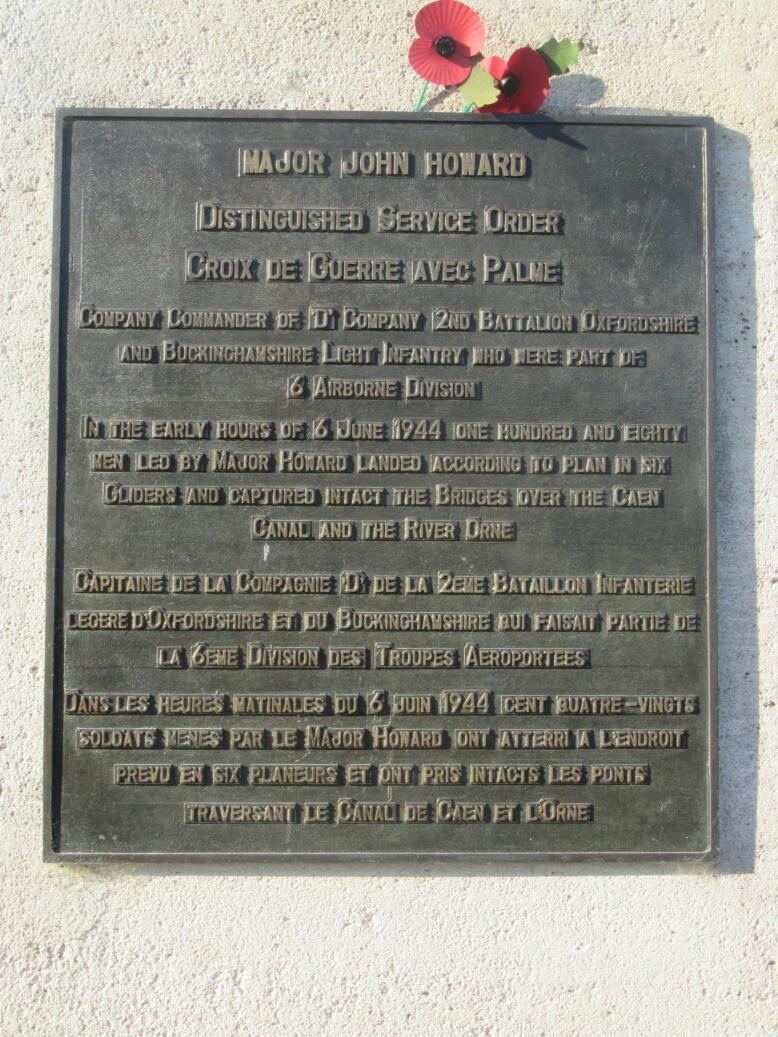 MAJOR JOHN HOWARD
DISTINGUISHED SERVICE ORDER
CROIX DE GUERRE AVEC PALME
COMPANY COMMANDER OF 'D' COMPANY 2ND BATTALION OXFORDSHIRE
AND BUCKINGHAMSHIRE LIGHT INFANTRY WHO WERE PART OF
6 AIRBORNE DIVISION
IN THE EARLY HOURS OF 6 JUNE 1944 ONE HUNDRED AND EIGHTY
MEN LED BY MAJOR HOWARD LANDED ACCORDING TO PLAN IN SIX
GLIDERS AND CAPTURED INTACT THE BRIDGES OVER THE CAEN
CANAL AND THE RIVER ORNE
CAPITAINE DE LA COMPAGNIE 'D' DE LA 2EME BATAILLON INFANTERIE
LEGERE D'OXFORDSHIRE ET DU BUCKINGHAMSHIRE QUI FAISAIT PARTIE DE
LA 6EME DIVISION DES TROUPES AEROPORTEES
DANS LES HEURES MATINALES DU 6 JUIN 1944 CENT QUATRE-VINGTS
SOLDATS MENES PAR LE MAJOR HOWARD ONT ATTERRI A L'ENDROIT
PREVU EN SIX PLANEURS ET ONT PRIS INTACTS LES PONTS
TRAVERSANT LE CANAL DE CAEN ET L'ORNE